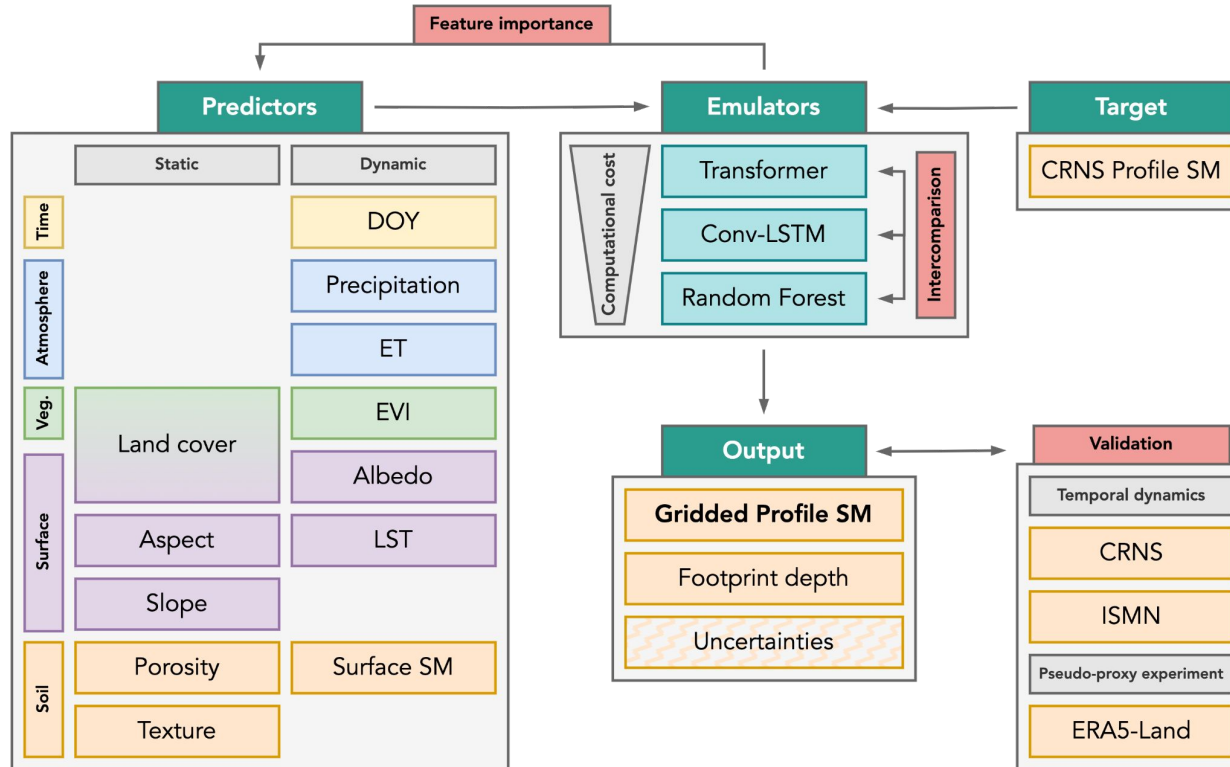 Feature importance
Predictors
Emulators
Target
Static
Dynamic
Time
DOY
Atmosphere
Precipitation
ET
Veg.
Land cover
EVI
Surface
Albedo
Aspect
LST
Slope
Soil
Porosity
Surface SM
Texture
Computational cost
Transformer
Conv-LSTM
Random Forest
Intercomparison
CRNS Profile SM
Output
Gridded Profile SM
Footprint depth
Uncertainties
Validation
Temporal dynamics
CRNS
ISMN
Pseudo-proxy experiment
ERA5-Land